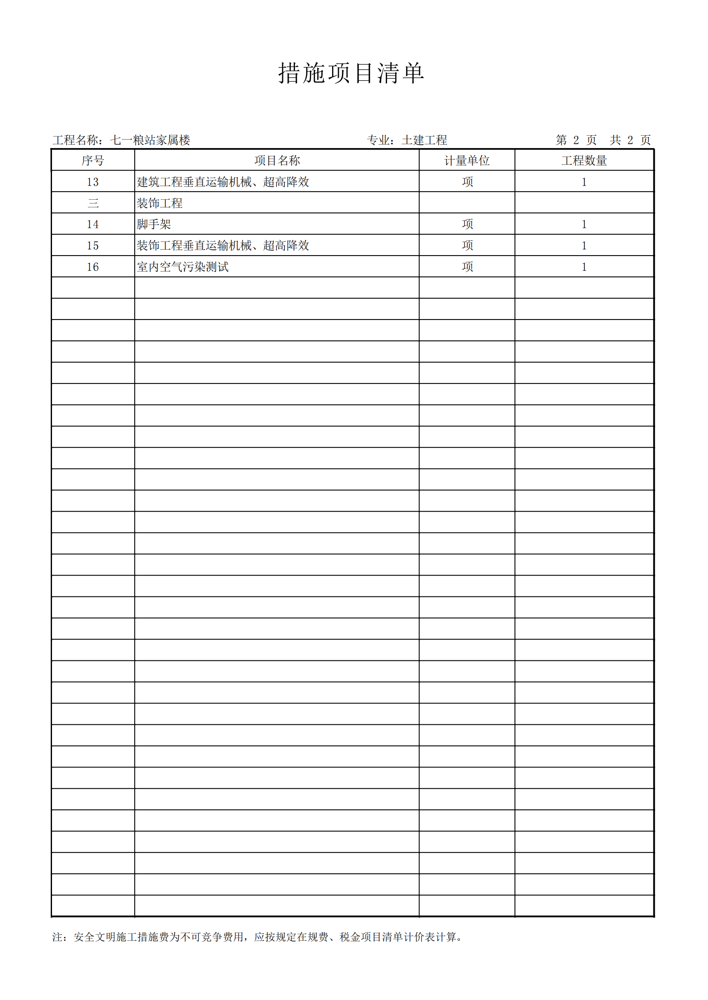 措施项目清单
工程名称：七一粮站家属楼 专业：土建工程 第 2 页 共 2 页
序号 项目名称 计量单位 工程数量
13 建筑工程垂直运输机械、超高降效 项 1
三 装饰工程
14 脚手架 项 1
15 装饰工程垂直运输机械、超高降效 项 1
16 室内空气污染测试 项 1
注：安全文明施工措施费为不可竞争费用，应按规定在规费、税金项目清单计价表计算。